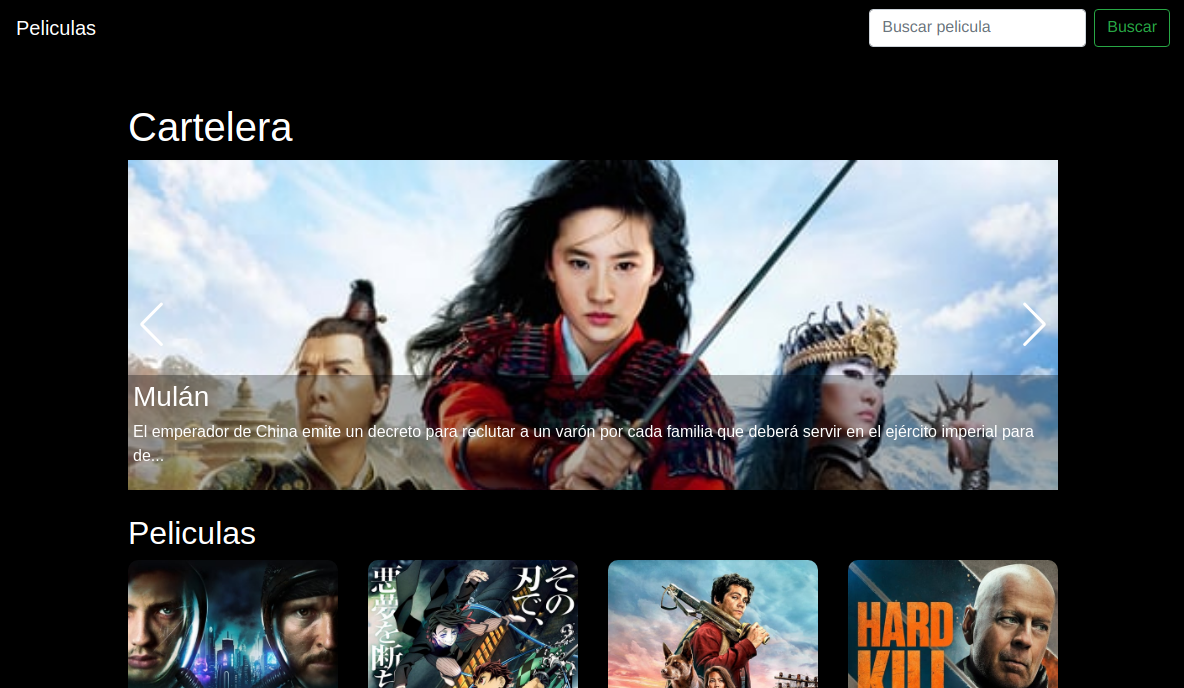 Peliculas
Buscar pelicula
Buscar
Cartelera
Mulán
El emperador de China emite un decreto para reclutar a un varón por cada familia que deberá servir en el ejército imperial para
de...
Peliculas
その
刃で、
悪夢を断ち
HARD
KILL